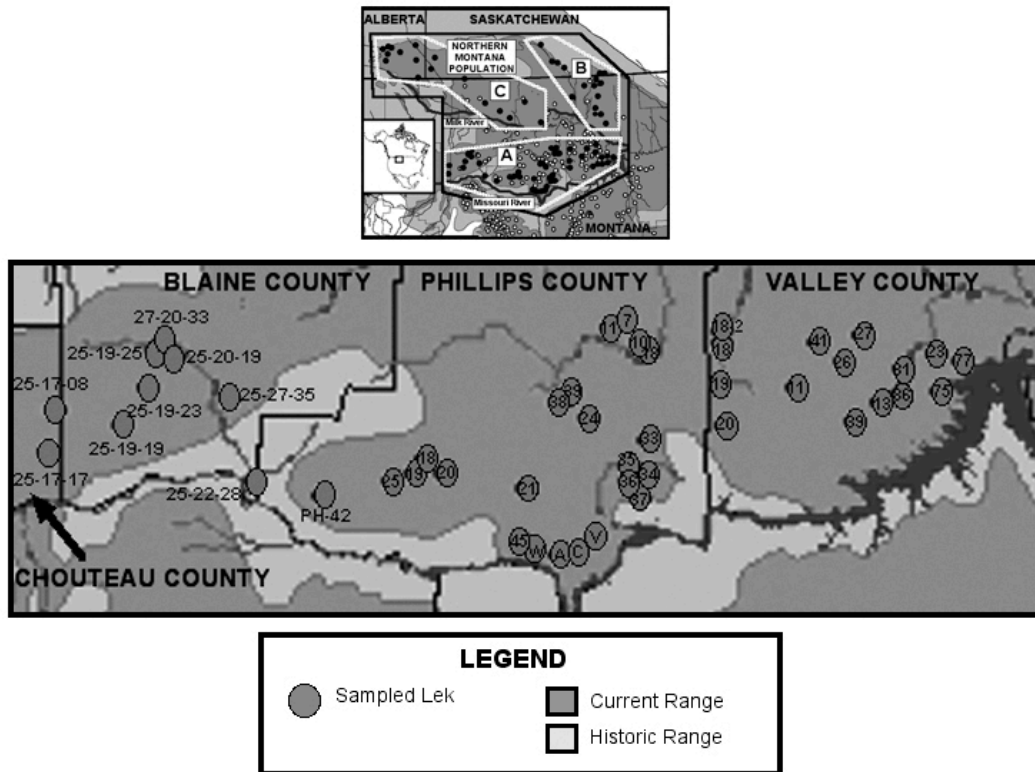 ALBERTA SASKATCHEWAN
NORTHERN
MONTANA
POPULATION
B
C
Milk River
A
Missouri River
MONTANA
BLAINE COUNTY PHILLIPS COUNTY VALLEY COUNTY
27-20-33
25-19-25
25-20-19
25-17-08
25-19-23
25-27-35
25-19-19
25-17-17
25-22-28
PH-42
CHOUTEAU COUNTY
11
7
10
18
39
38
24
33
18
19
20
25
21
35
34
36
37
45
W
A
C
V
18-2
18
19
20
41
27
26
11
31
23
77
36
75
13
39
LEGEND
Sampled Lek
Current Range
Historic Range